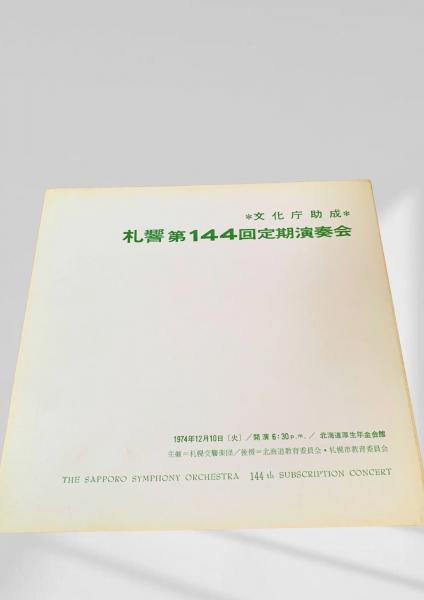 *文化庁助成*
札響第144回定期演奏会
1974年12月10日〔火〕/開演6:30p.m./北海道厚生年金会館
主催=札幌交響楽団/後援=北海道教育委員会・札幌市教育委員会
THE SAPPORO SYMPHONY ORCHESTRA 144th SUBSCRIPTION CONCERT